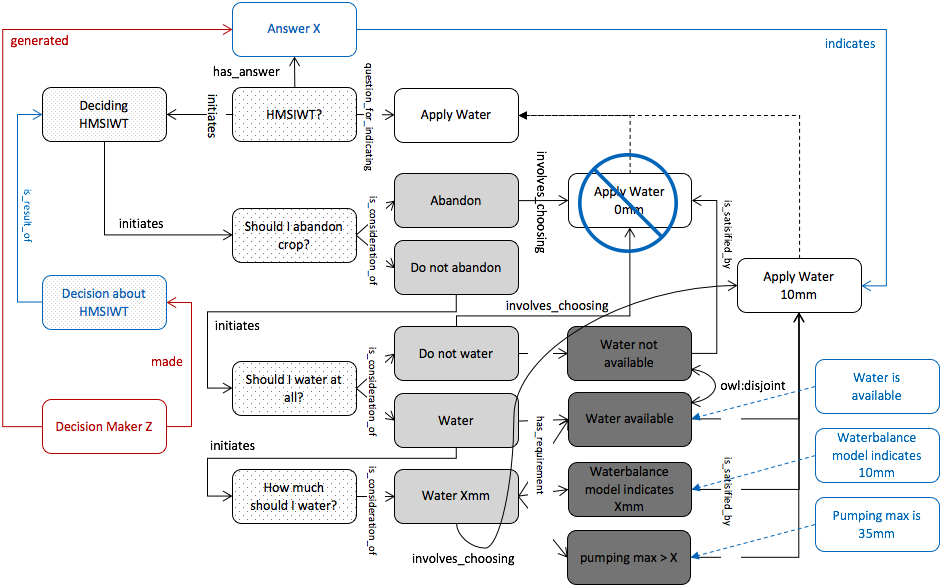 generated
Answer X
indicates
has_answer
question_for_indicating
Deciding
HMSIWT
initiates
HMSIWT?
Apply Water
is_result_of
initiates
Should I abandon
crop?
is_consideration_of
Abandon
Do not abandon
involves_choosing
Apply Water
0mm
is_satisified_by
Apply Water
10mm
Decision about
HMSIWT
made
Decision Maker Z
initiates
involves_choosing
Should I water at
all?
is_consideration_of
Do not water
Water
Water not
available
owl:disjoint
Water available
Water is
available
initiates
has_requirement
How much
should I water?
is_consideration_of
Water Xmm
Waterbalance
model indicates
Xmm
is_satisfied_by
Waterbalance
model indicates
10mm
involves_choosing
pumping max > X
Pumping max is
35mm